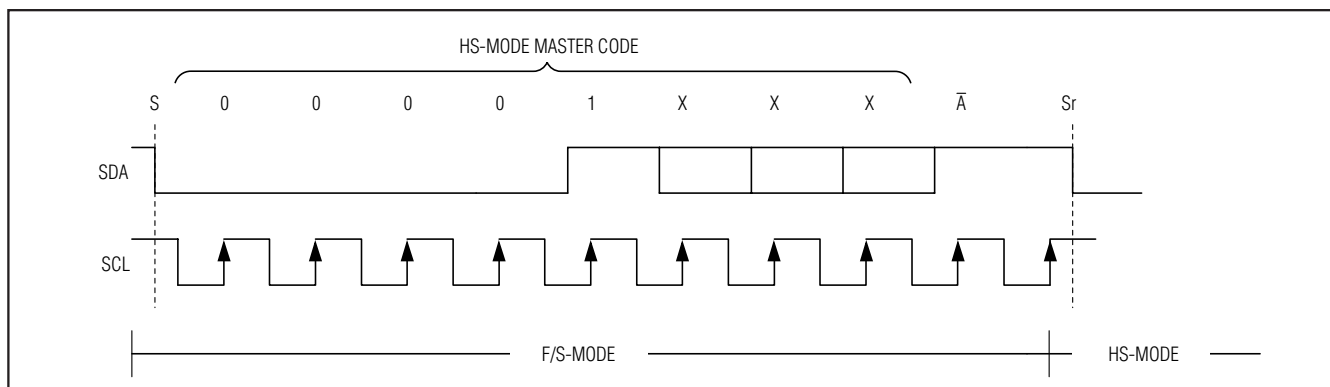 HS-MODE MASTER CODE
S 0 0 0 0 1 X X X A̅ Sr
SDA
SCL
F/S-MODE HS-MODE